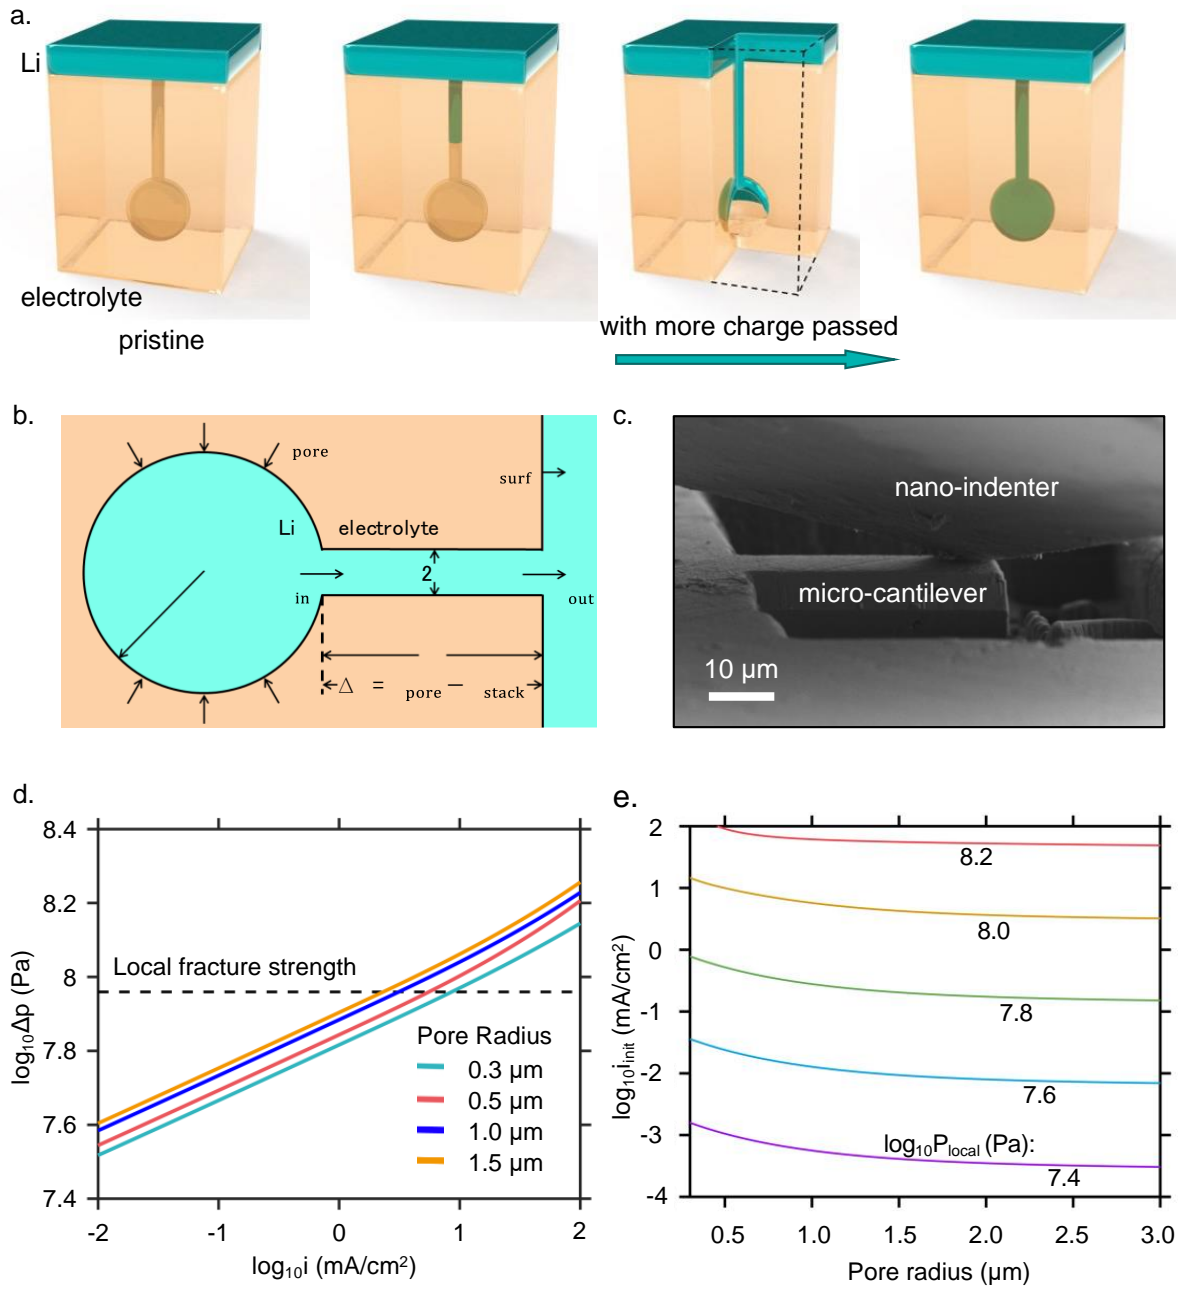 a.
Li
electrolyte
pristine
with more charge passed
b.
pore
surf
Li
electrolyte
2
in
out
Δ = pore − stack
c.
nano-indenter
micro-cantilever
10 µm
d.
8.4
8.2
8
7.8
7.6
7.4
log₁₀Δp (Pa)
Local fracture strength
Pore Radius
0.3 µm
0.5 µm
1.0 µm
1.5 µm
-2
-1
0
1
2
log₁₀i (mA/cm²)
e.
2
1
0
-1
-2
-3
-4
log₁₀i_init (mA/cm²)
8.2
8.0
7.8
7.6
log₁₀P_local (Pa):
7.4
0.5
1.0
1.5
2.0
2.5
3.0
Pore radius (µm)